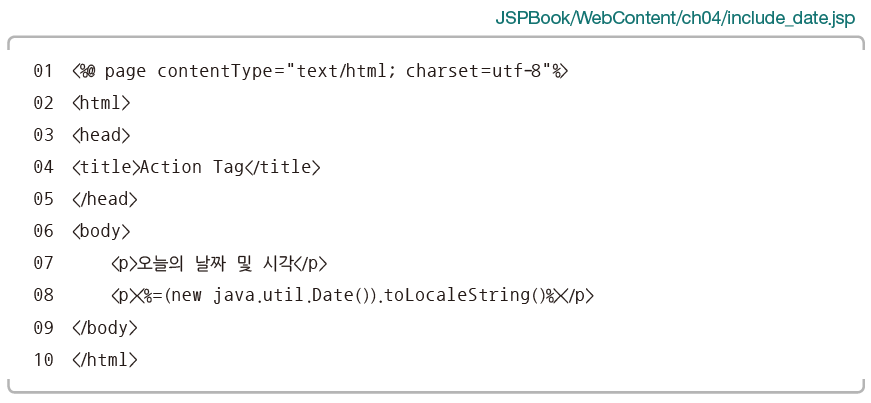 JSPBook/WebContent/ch04/include_date.jsp
01 <%@ page contentType="text/html; charset=utf-8"%>
02 <html>
03 <head>
04 <title>Action Tag</title>
05 </head>
06 <body>
07     <p>오늘의 날짜 및 시각</p>
08     <p><%=(new java.util.Date()).toLocaleString()%></p>
09 </body>
10 </html>